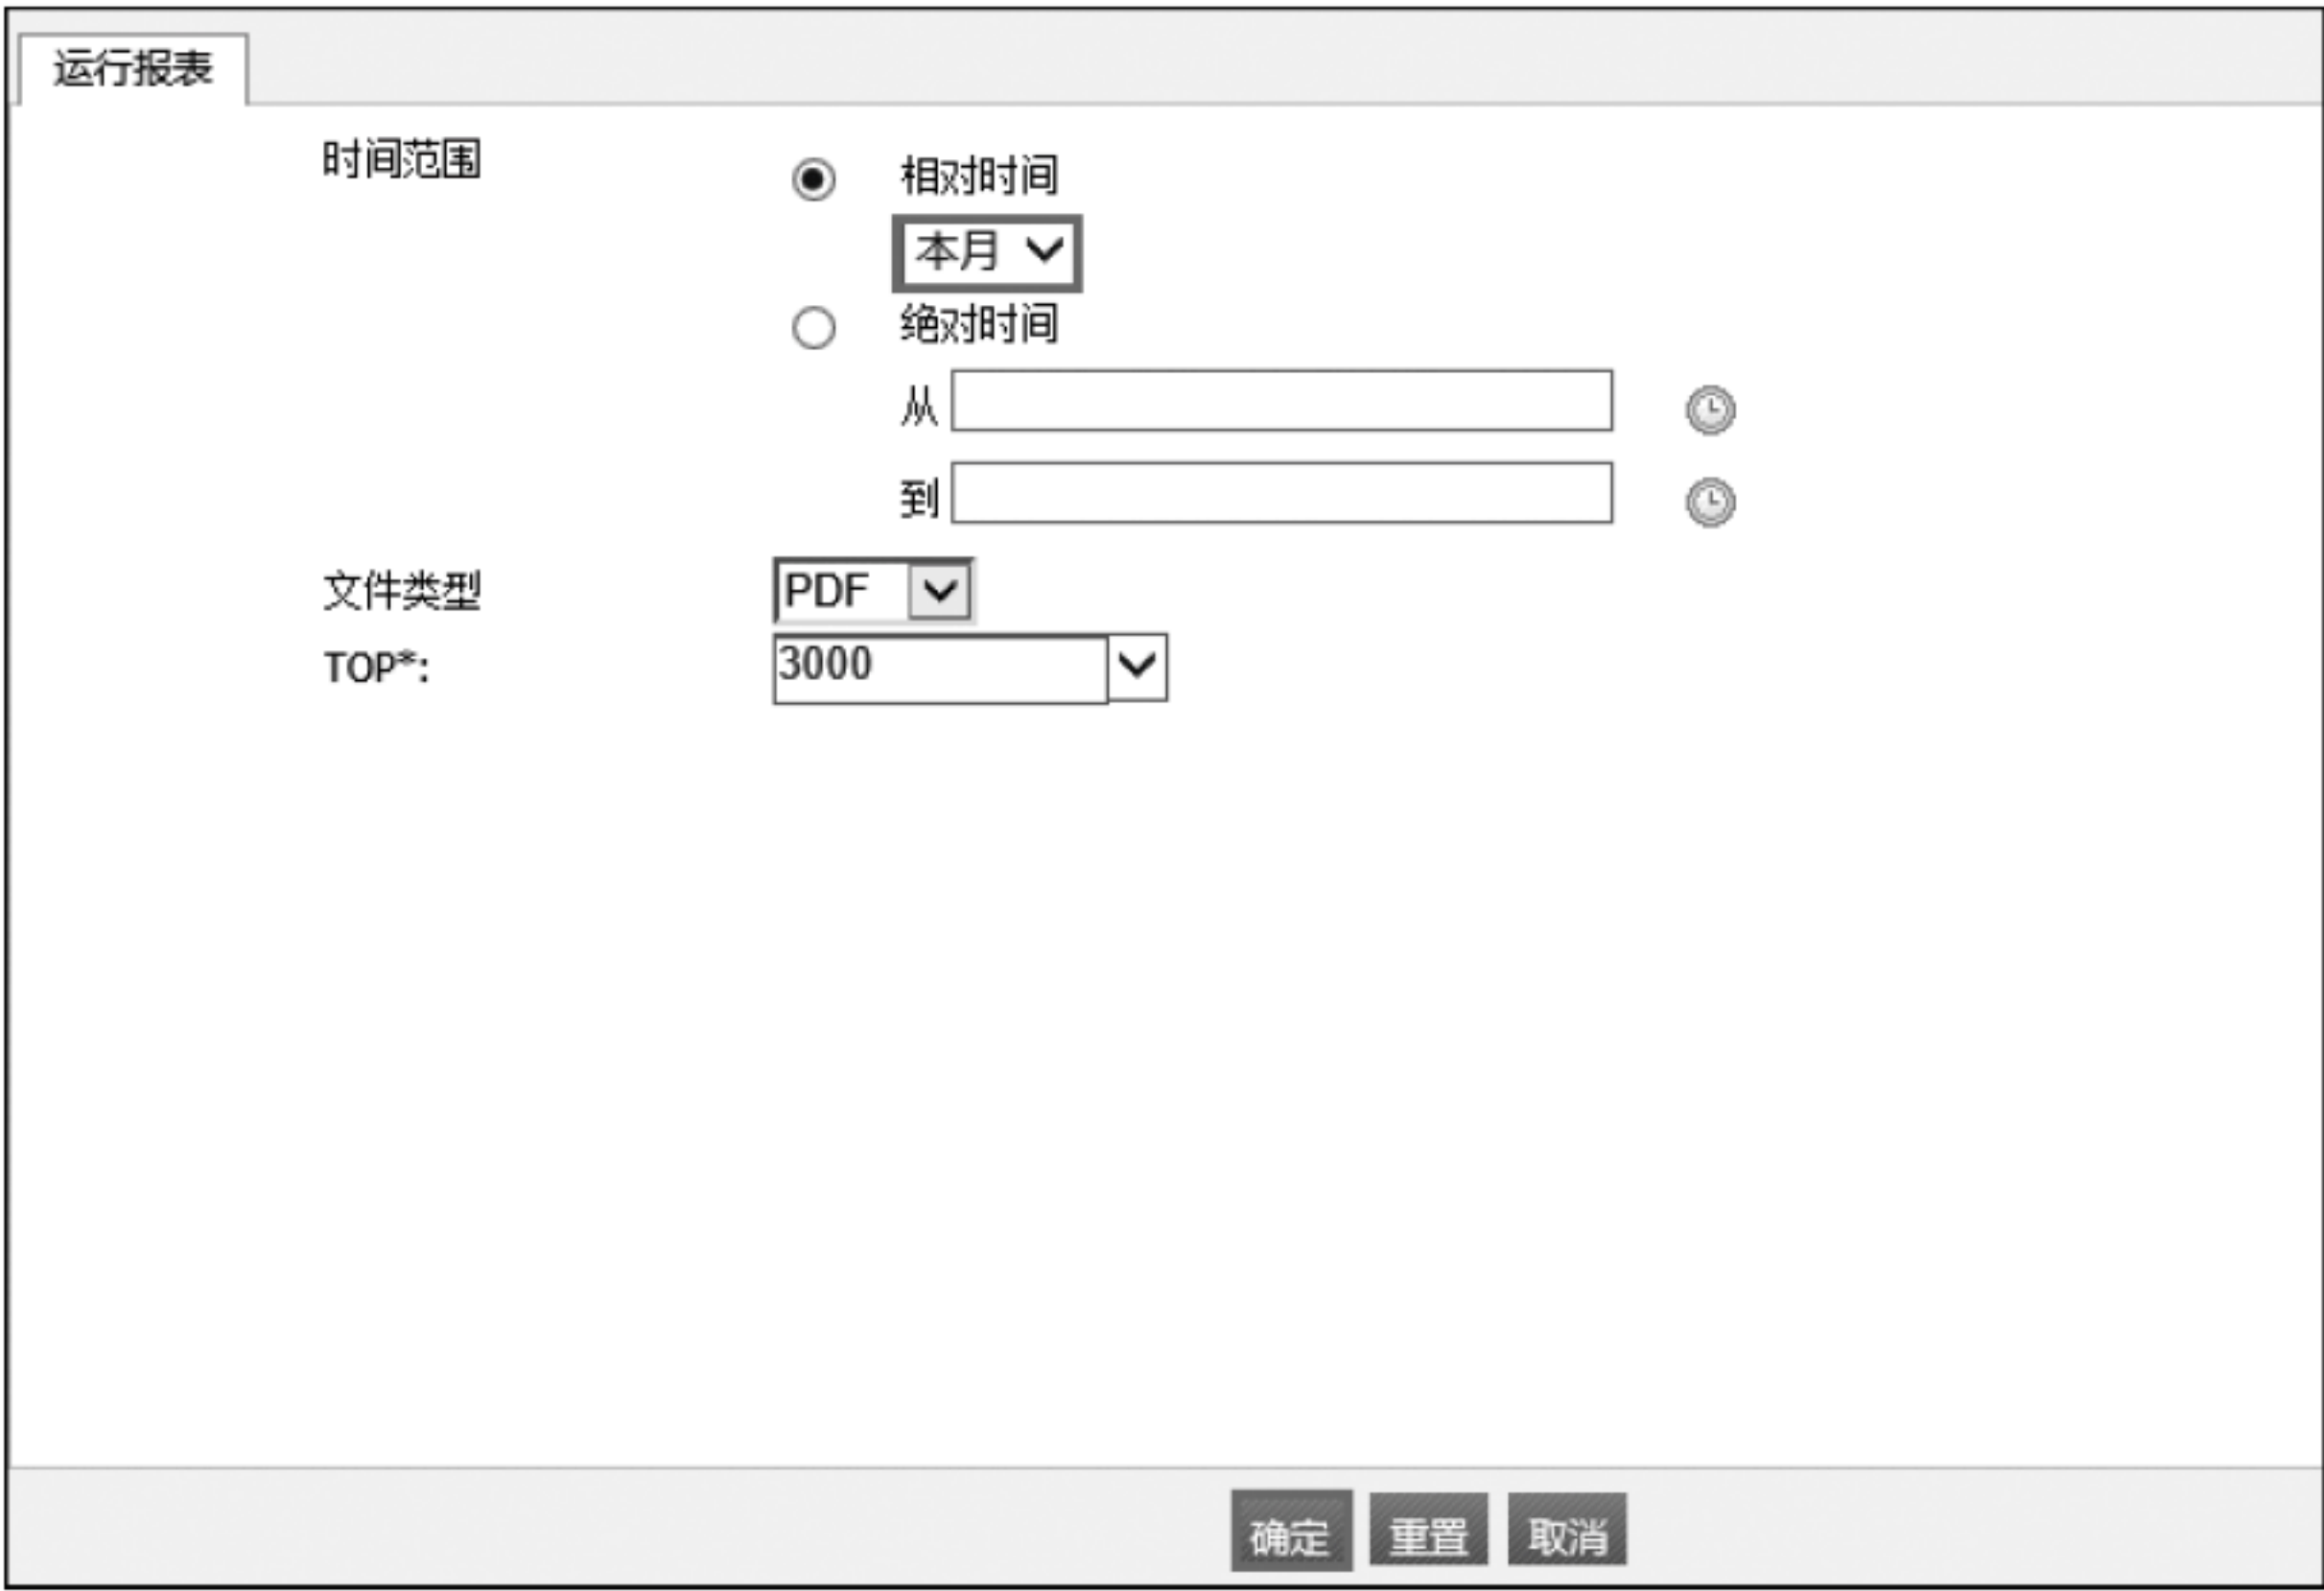 运行报表
时间范围
相对时间
本月
绝对时间
从
到
文件类型 PDF
TOP*: 3000
确定 重置 取消